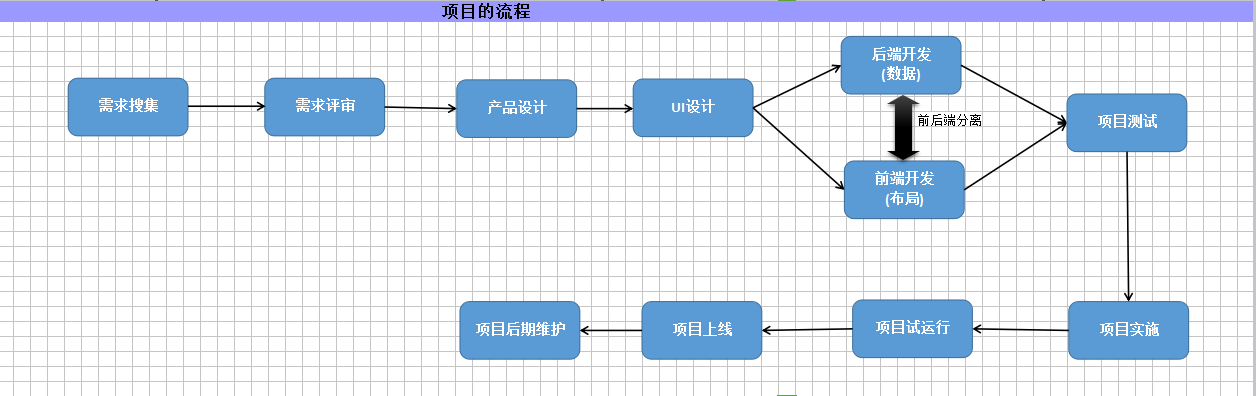 项目的流程
需求搜集
需求评审
产品设计
UI设计
后端开发
(数据)
前后端分离
前端开发
(布局)
项目测试
项目实施
项目试运行
项目上线
项目后期维护